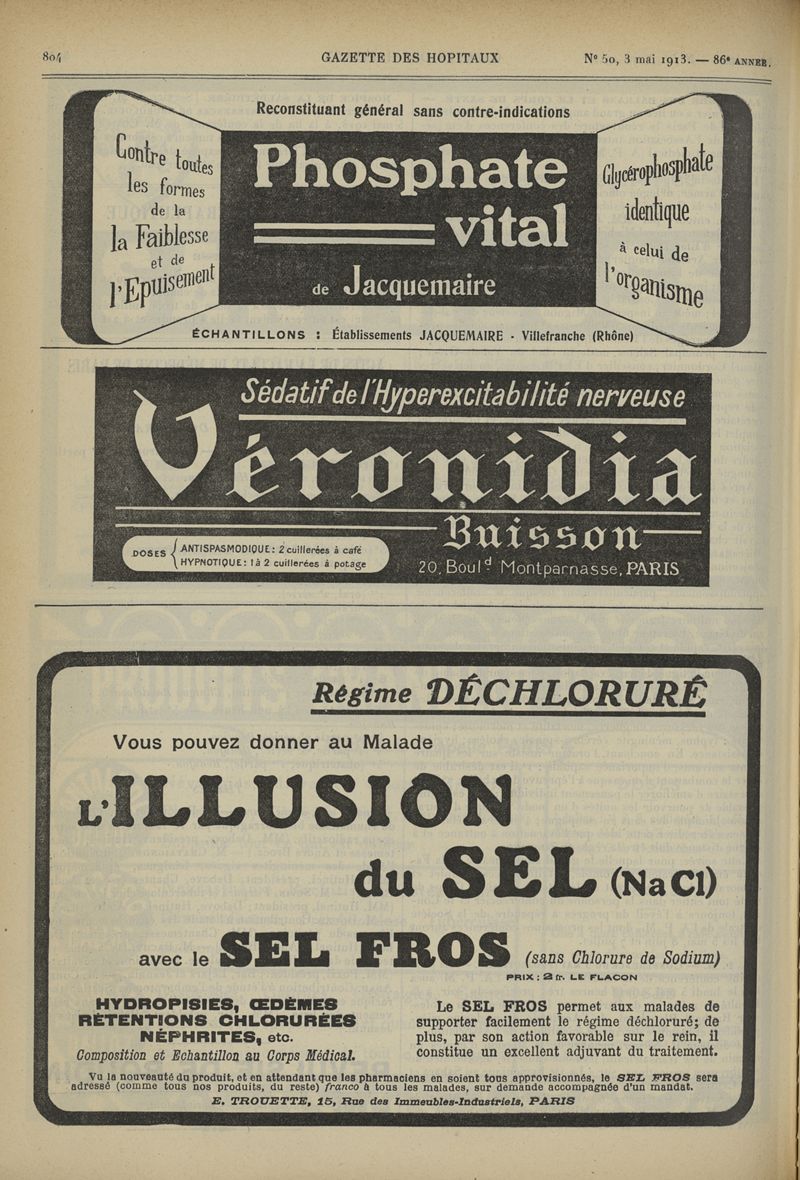 804
GAZETTE DES HOPITAUX
Nº 50, 3 mai 1913. — 86e ANNÉE.
Reconstituant général sans contre-indications
Contre toutes
les formes
de la
la Faiblesse
et de
l'Epuisement
Phosphate
vital
de Jacquemaire
Glycérophosphate
identique
à celui de
l'organisme
ÉCHANTILLONS : Établissements JACQUEMAIRE - Villefranche (Rhône)
Sédatif de l'Hyperexcitabilité nerveuse
Véronidia
Buisson
DOSES
ANTISPASMODIQUE: 2 cuillerées à café
HYPNOTIQUE: 1 à 2 cuillerées à potage
20, Bould Montparnasse, PARIS
Régime DÉCHLORURÉ
Vous pouvez donner au Malade
L'ILLUSION
du SEL (NaCl)
avec le SEL FROS (sans Chlorure de Sodium)
PRIX : 2 fr. LE FLACON
HYDROPISIES, ŒDÈMES
RÉTENTIONS CHLORURÉES
NÉPHRITES, etc.
Composition et Echantillon au Corps Médical.
Le SEL FROS permet aux malades de
supporter facilement le régime déchloruré; de
plus, par son action favorable sur le rein, il
constitue un excellent adjuvant du traitement.
Vu la nouveauté du produit, et en attendant que les pharmaciens en soient tous approvisionnés, le SEL FROS sera
adressé (comme tous nos produits, du reste) franco à tous les malades, sur demande accompagnée d'un mandat.
E. TROUETTE, 15, Rue des Immeubles-Industriels, PARIS